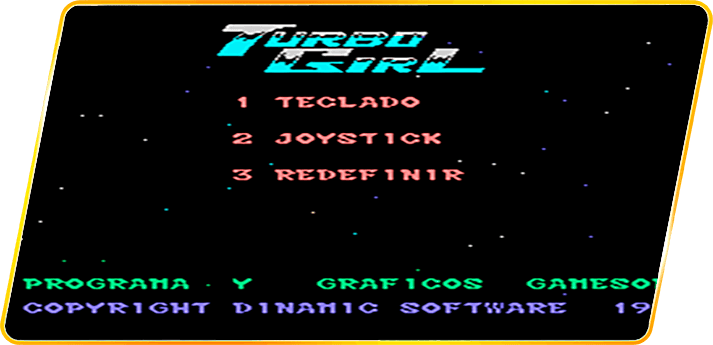 TURBO
GIRL
1 TECLADO
2 JOYSTICK
3 REDEFINIR
PROGRAMA Y GRAFICOS
COPYRIGHT DINAMIC SOFTWARE